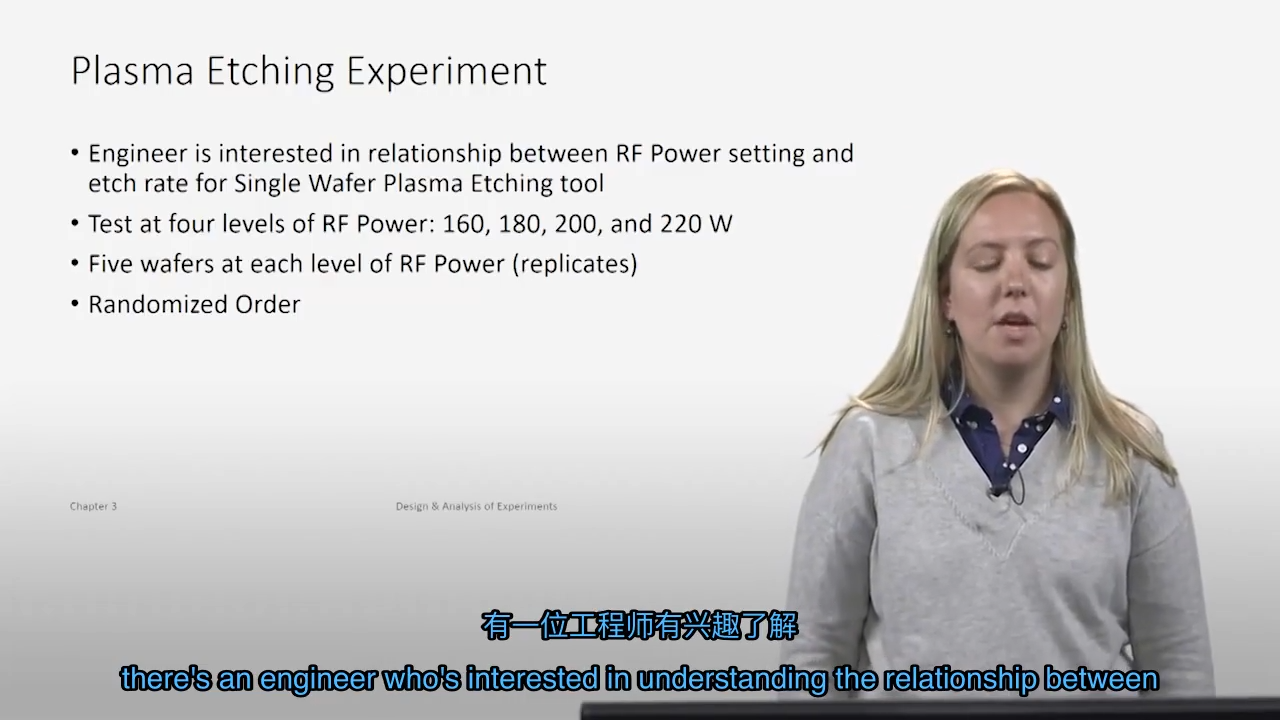 Plasma Etching Experiment
• Engineer is interested in relationship between RF Power setting and
etch rate for Single Wafer Plasma Etching tool
• Test at four levels of RF Power: 160, 180, 200, and 220 W
• Five wafers at each level of RF Power (replicates)
• Randomized Order
Chapter 3
Design & Analysis of Experiments
有一位工程师有兴趣了解
there's an engineer who's interested in understanding the relationship between